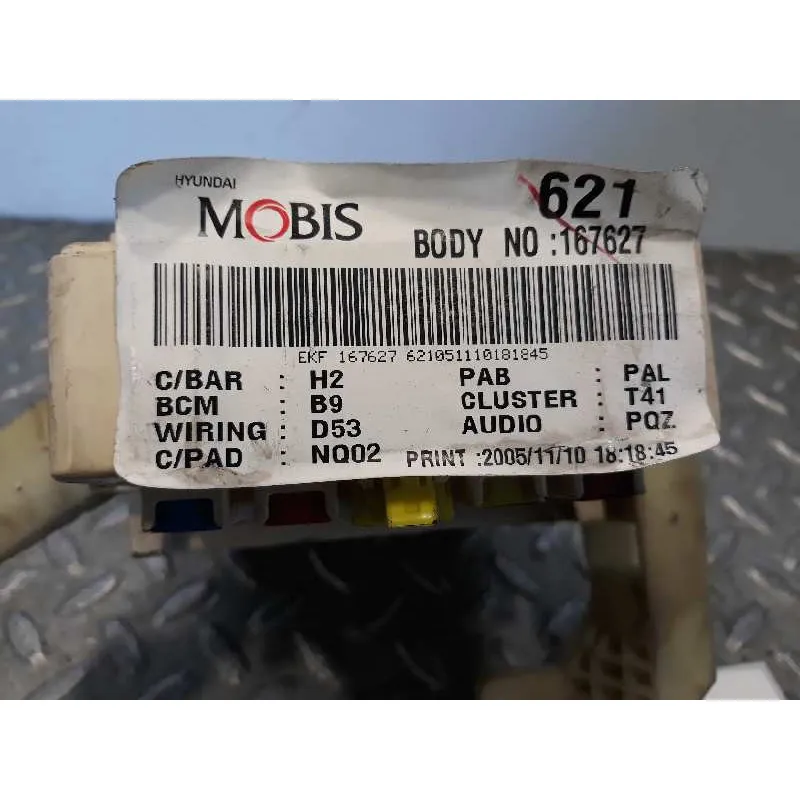 HYUNDAI
MOBIS
621
BODY NO :167627
EKF 167627 621051110181845
C/BAR : H2 PAB : PAL
BCM : B9 CLUSTER : T41
WIRING : D53 AUDIO : PQZ
C/PAD : NQ02 PRINT :2005/11/10 18:18:45